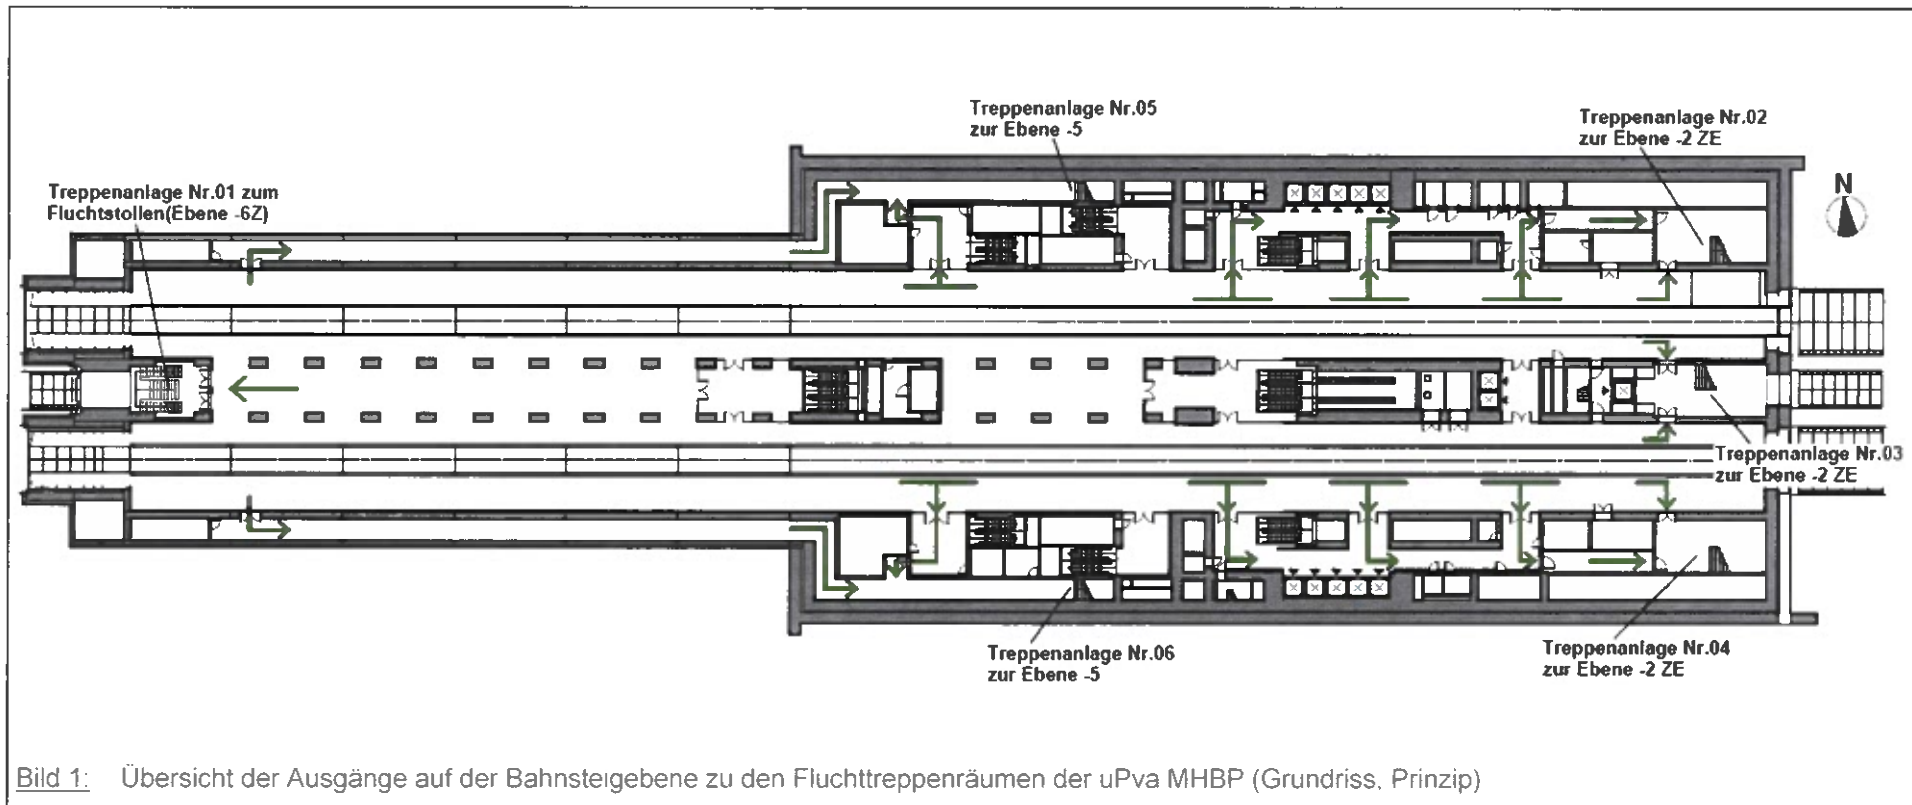 Treppenanlage Nr.05
zur Ebene -5
Treppenanlage Nr.02
zur Ebene -2 ZE
Treppenanlage Nr.01 zum
Fluchtstollen(Ebene -6Z)
N
Treppenanlage Nr.03
zur Ebene -2 ZE
Treppenanlage Nr.06
zur Ebene -5
Treppenanlage Nr.04
zur Ebene -2 ZE
Bild 1: Übersicht der Ausgänge auf der Bahnsteigebene zu den Fluchttreppenräumen der uPva MHBP (Grundriss, Prinzip)